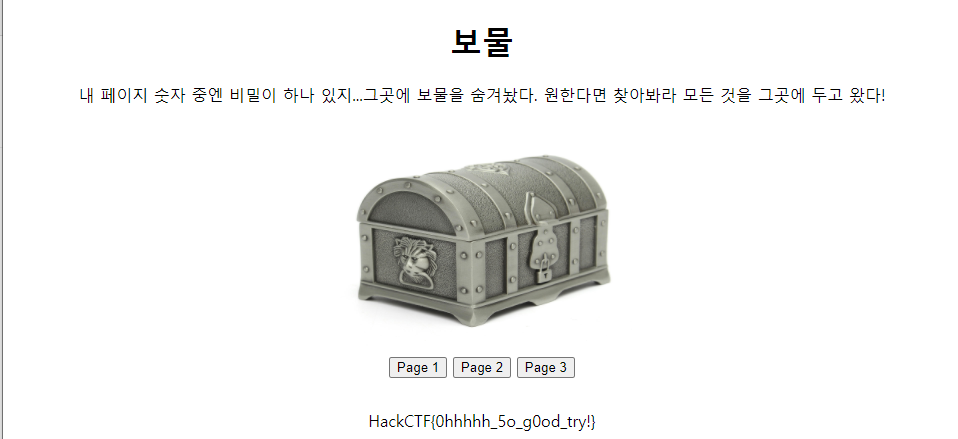 보물
내 페이지 숫자 중엔 비밀이 하나 있지...그곳에 보물을 숨겨놨다. 원한다면 찾아봐라 모든 것을 그곳에 두고 왔다!
Page 1 Page 2 Page 3
HackCTF{0hhhhh_5o_g0od_try!}